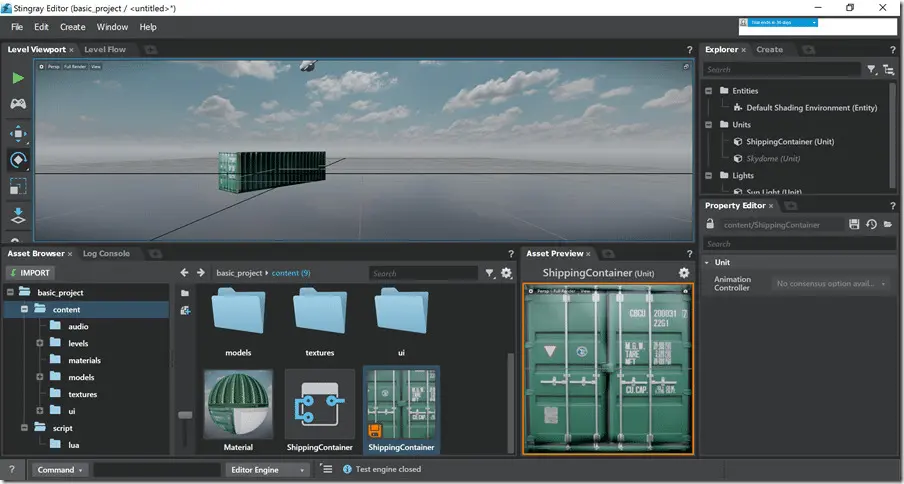 Stingray Editor (basic_project / <untitled>*)
File Edit Create Window Help
Trial ends in 30 days
Level Viewport × Level Flow
?
Explorer × Create
?
Persp Full Render View
Search
Entities
Default Shading Environment (Entity)
Units
ShippingContainer (Unit)
Skydome (Unit)
Lights
Sun Light (Unit)
Property Editor ×
?
content/ShippingContainer
Search
Unit
Animation
Controller
No consensus option avail...
Asset Browser × Log Console
?
IMPORT
basic_project
content
audio
levels
materials
models
textures
ui
script
lua
basic_project content (9)
Search
models textures ui
Material ShippingContainer ShippingContainer
Asset Preview ×
?
ShippingContainer (Unit)
Persp Full Render View
CBCU 200031
22G1
M.G.W.
TARE
NET
CU.CAP.
? Command
Editor Engine
Test engine closed